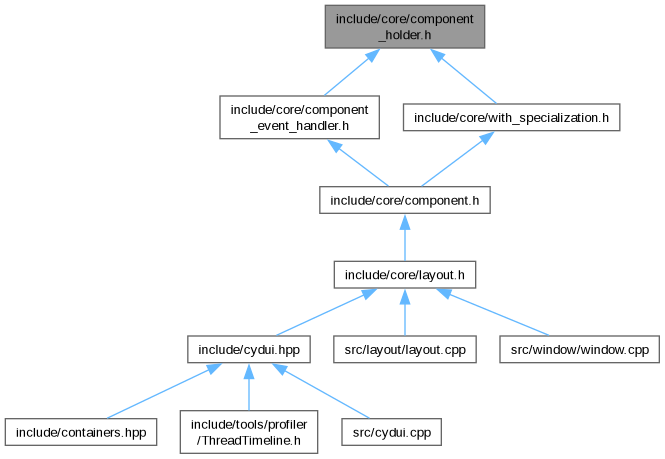 include/core/component
_holder.h
include/core/component
_event_handler.h
include/core/with_specialization.h
include/core/component.h
include/core/layout.h
include/cydui.hpp
src/layout/layout.cpp
src/window/window.cpp
include/containers.hpp
include/tools/profiler
/ThreadTimeline.h
src/cydui.cpp